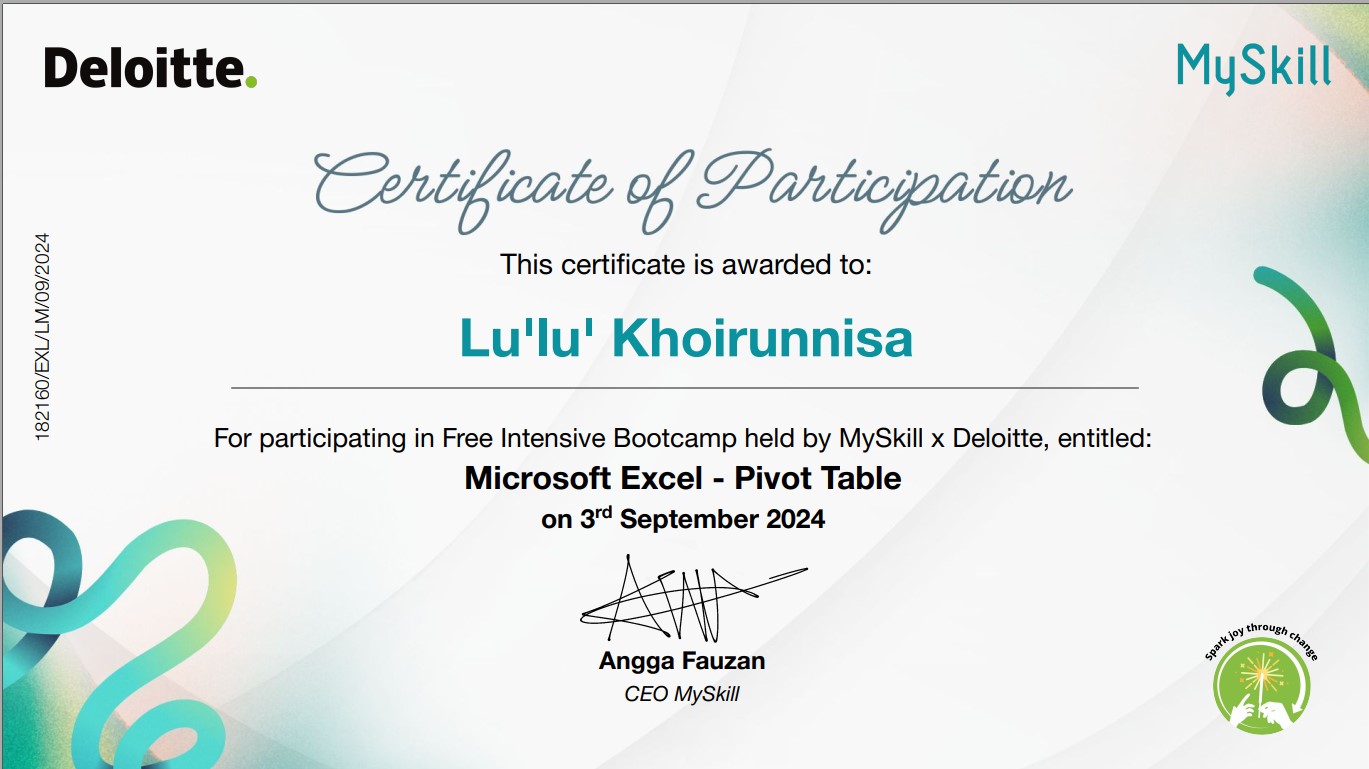 Deloitte.
MySkill
Certificate of Participation
This certificate is awarded to:
182160/EXL/LM/09/2024
Lu'lu' Khoirunnisa
For participating in Free Intensive Bootcamp held by MySkill x Deloitte, entitled:
Microsoft Excel - Pivot Table
on 3rd September 2024
Angga Fauzan
CEO MySkill
Spark joy through change